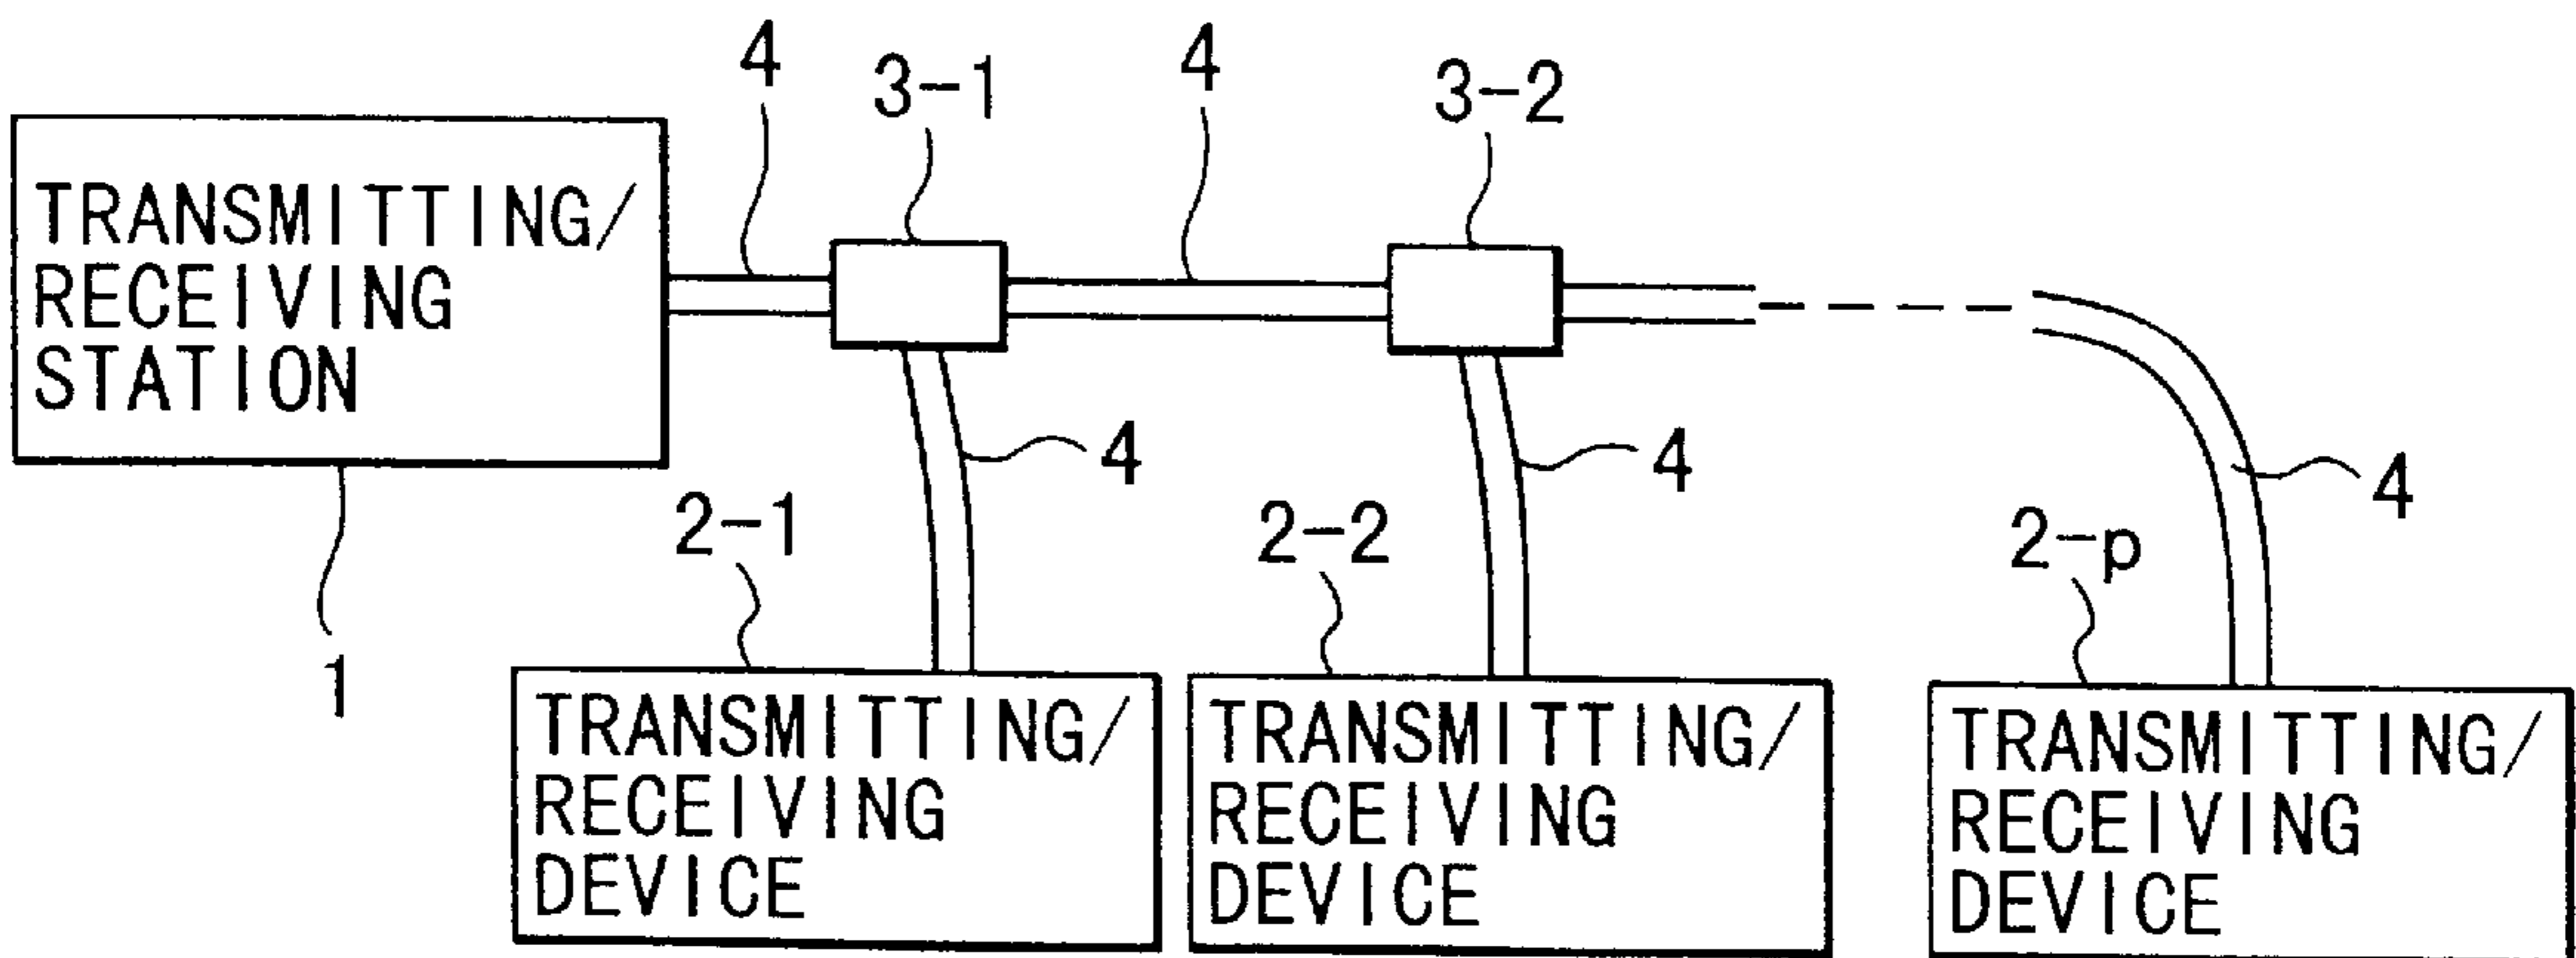 4
3-1
4
3-2
TRANSMITTING/
RECEIVING
STATION
4
4
4
1
2-1
2-2
2-p
TRANSMITTING/
RECEIVING
DEVICE
TRANSMITTING/
RECEIVING
DEVICE
TRANSMITTING/
RECEIVING
DEVICE